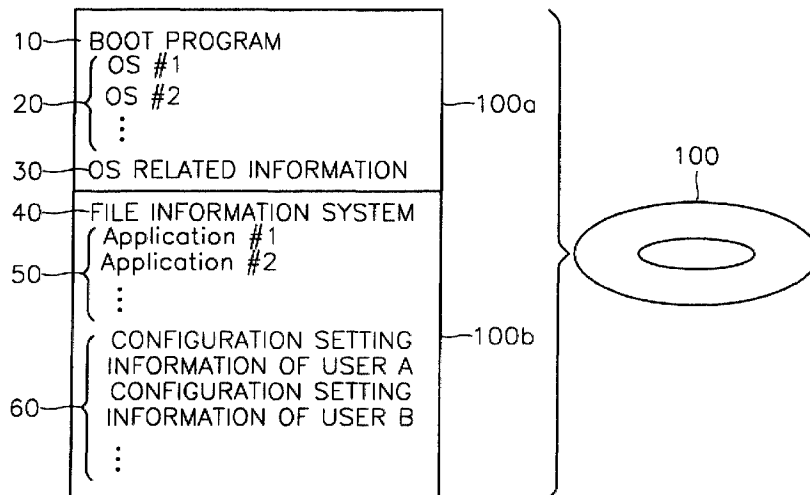 10 BOOT PROGRAM
OS #1
20 OS #2
⋮
100a
30 OS RELATED INFORMATION
100
40 FILE INFORMATION SYSTEM
Application #1
50 Application #2
⋮
CONFIGURATION SETTING
INFORMATION OF USER A
100b
CONFIGURATION SETTING
60 INFORMATION OF USER B
⋮